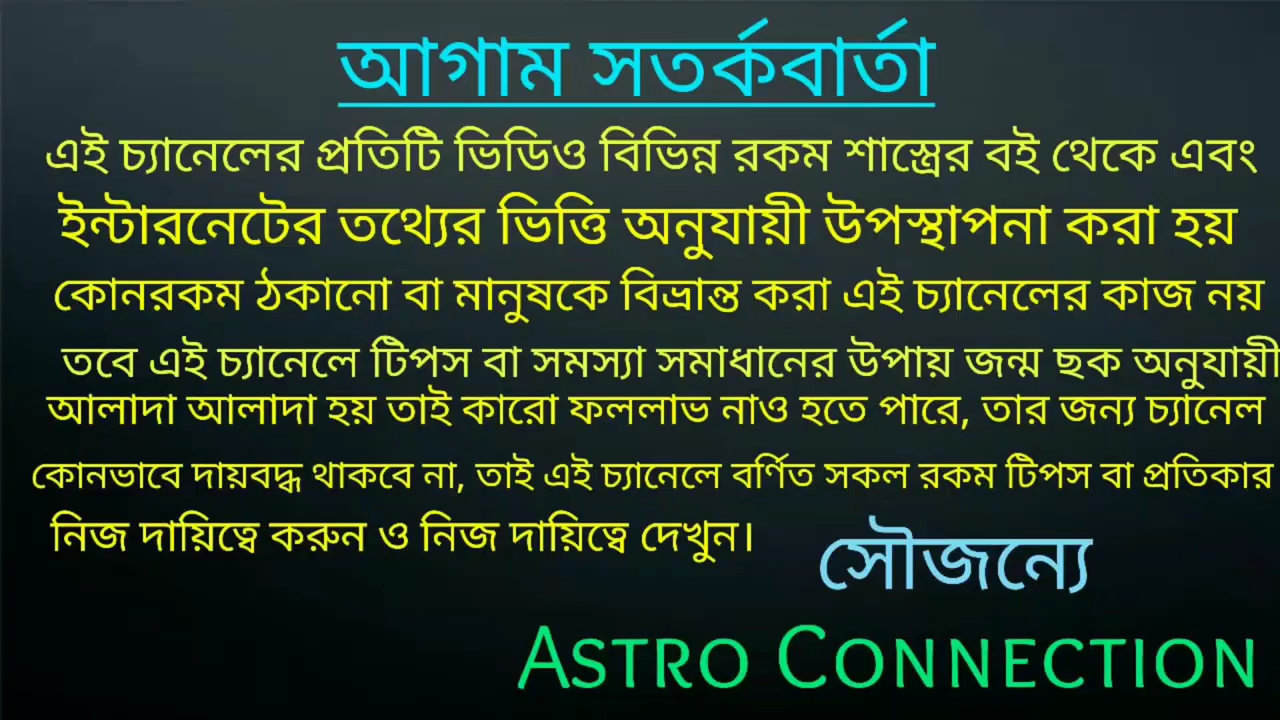 আগাম সতর্কবার্তা
এই চ্যানেলের প্রতিটি ভিডিও বিভিন্ন রকম শাস্ত্রের বই থেকে এবং
ইন্টারনেটের তথ্যের ভিত্তি অনুযায়ী উপস্থাপনা করা হয়
কোনরকম ঠকানো বা মানুষকে বিভ্রান্ত করা এই চ্যানেলের কাজ নয়
তবে এই চ্যানেলে টিপস বা সমস্যা সমাধানের উপায় জন্ম ছক অনুযায়ী
আলাদা আলাদা হয় তাই কারো ফললাভ নাও হতে পারে, তার জন্য চ্যানেল
কোনভাবে দায়বদ্ধ থাকবে না, তাই এই চ্যানেলে বর্ণিত সকল রকম টিপস বা প্রতিকার
নিজ দায়িত্বে করুন ও নিজ দায়িত্বে দেখুন।
সৌজন্যে
ASTRO CONNECTION